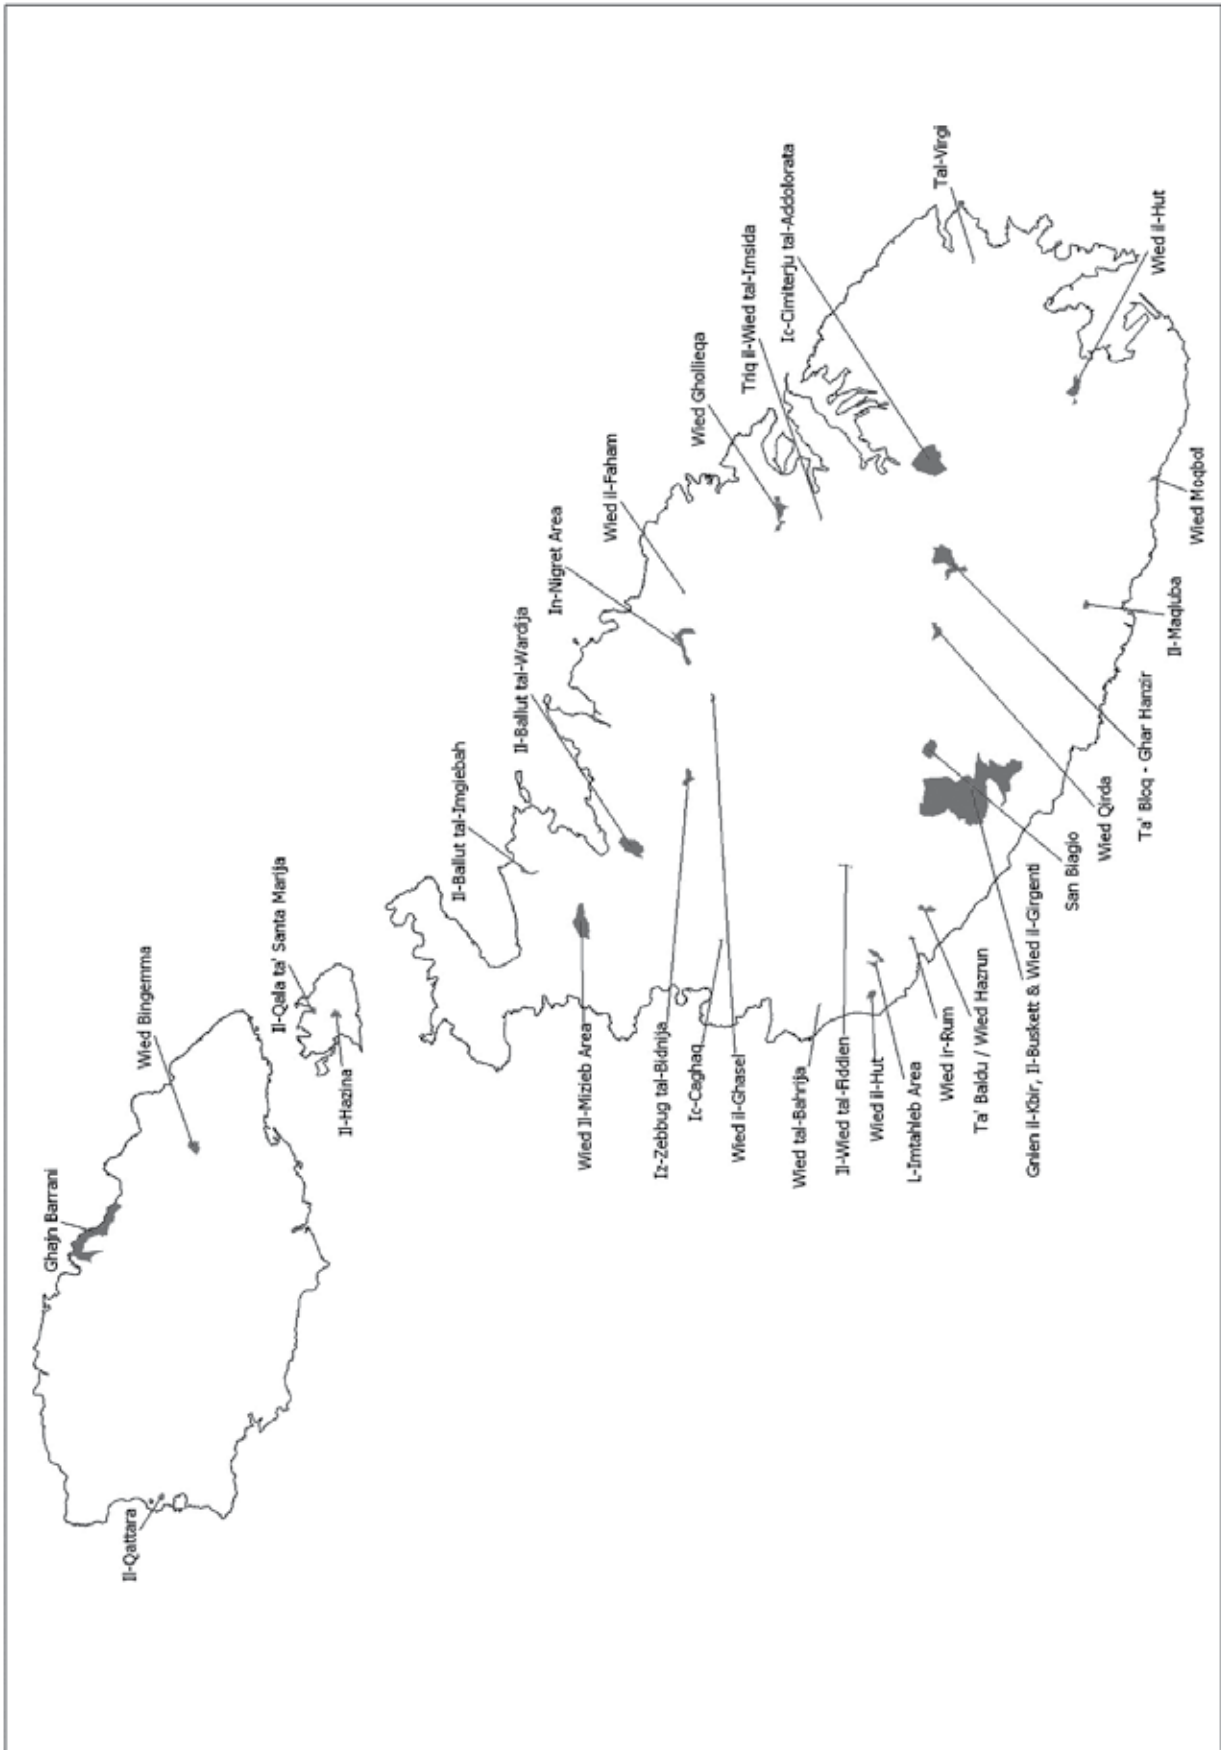 Il-Qattara
Ghajn Barrani
Wied Bingemma
Il-Qala ta' Santa Marija
Il-Hazina
Il-Ballut tal-Imgiebah
Il-Ballut tal-Wardija
In-Nigret Area
Wied il-Faham
Wied Ghollieqa
Triq il-Wied tal-Imsida
Ic-Cimiterju tal-Addolorata
Tal-Virgi
Wied il-Hut
Wied Il-Mizieb Area
Iz-Zebbug tal-Bidnija
Ic-Caghaq
Wied il-Ghasel
Wied tal-Bahrija
Il-Wied tal-Fiddien
Wied il-Hut
L-Imtahleb Area
Wied ir-Rum
Ta' Baldu / Wied Hazrun
Gnien il-Kbir, Il-Buskett & Wied il-Girgenti
San Blagio
Wied Qirda
Ta' Bloq - Ghar Hanzir
Il-Maqluba
Wied Moqbol